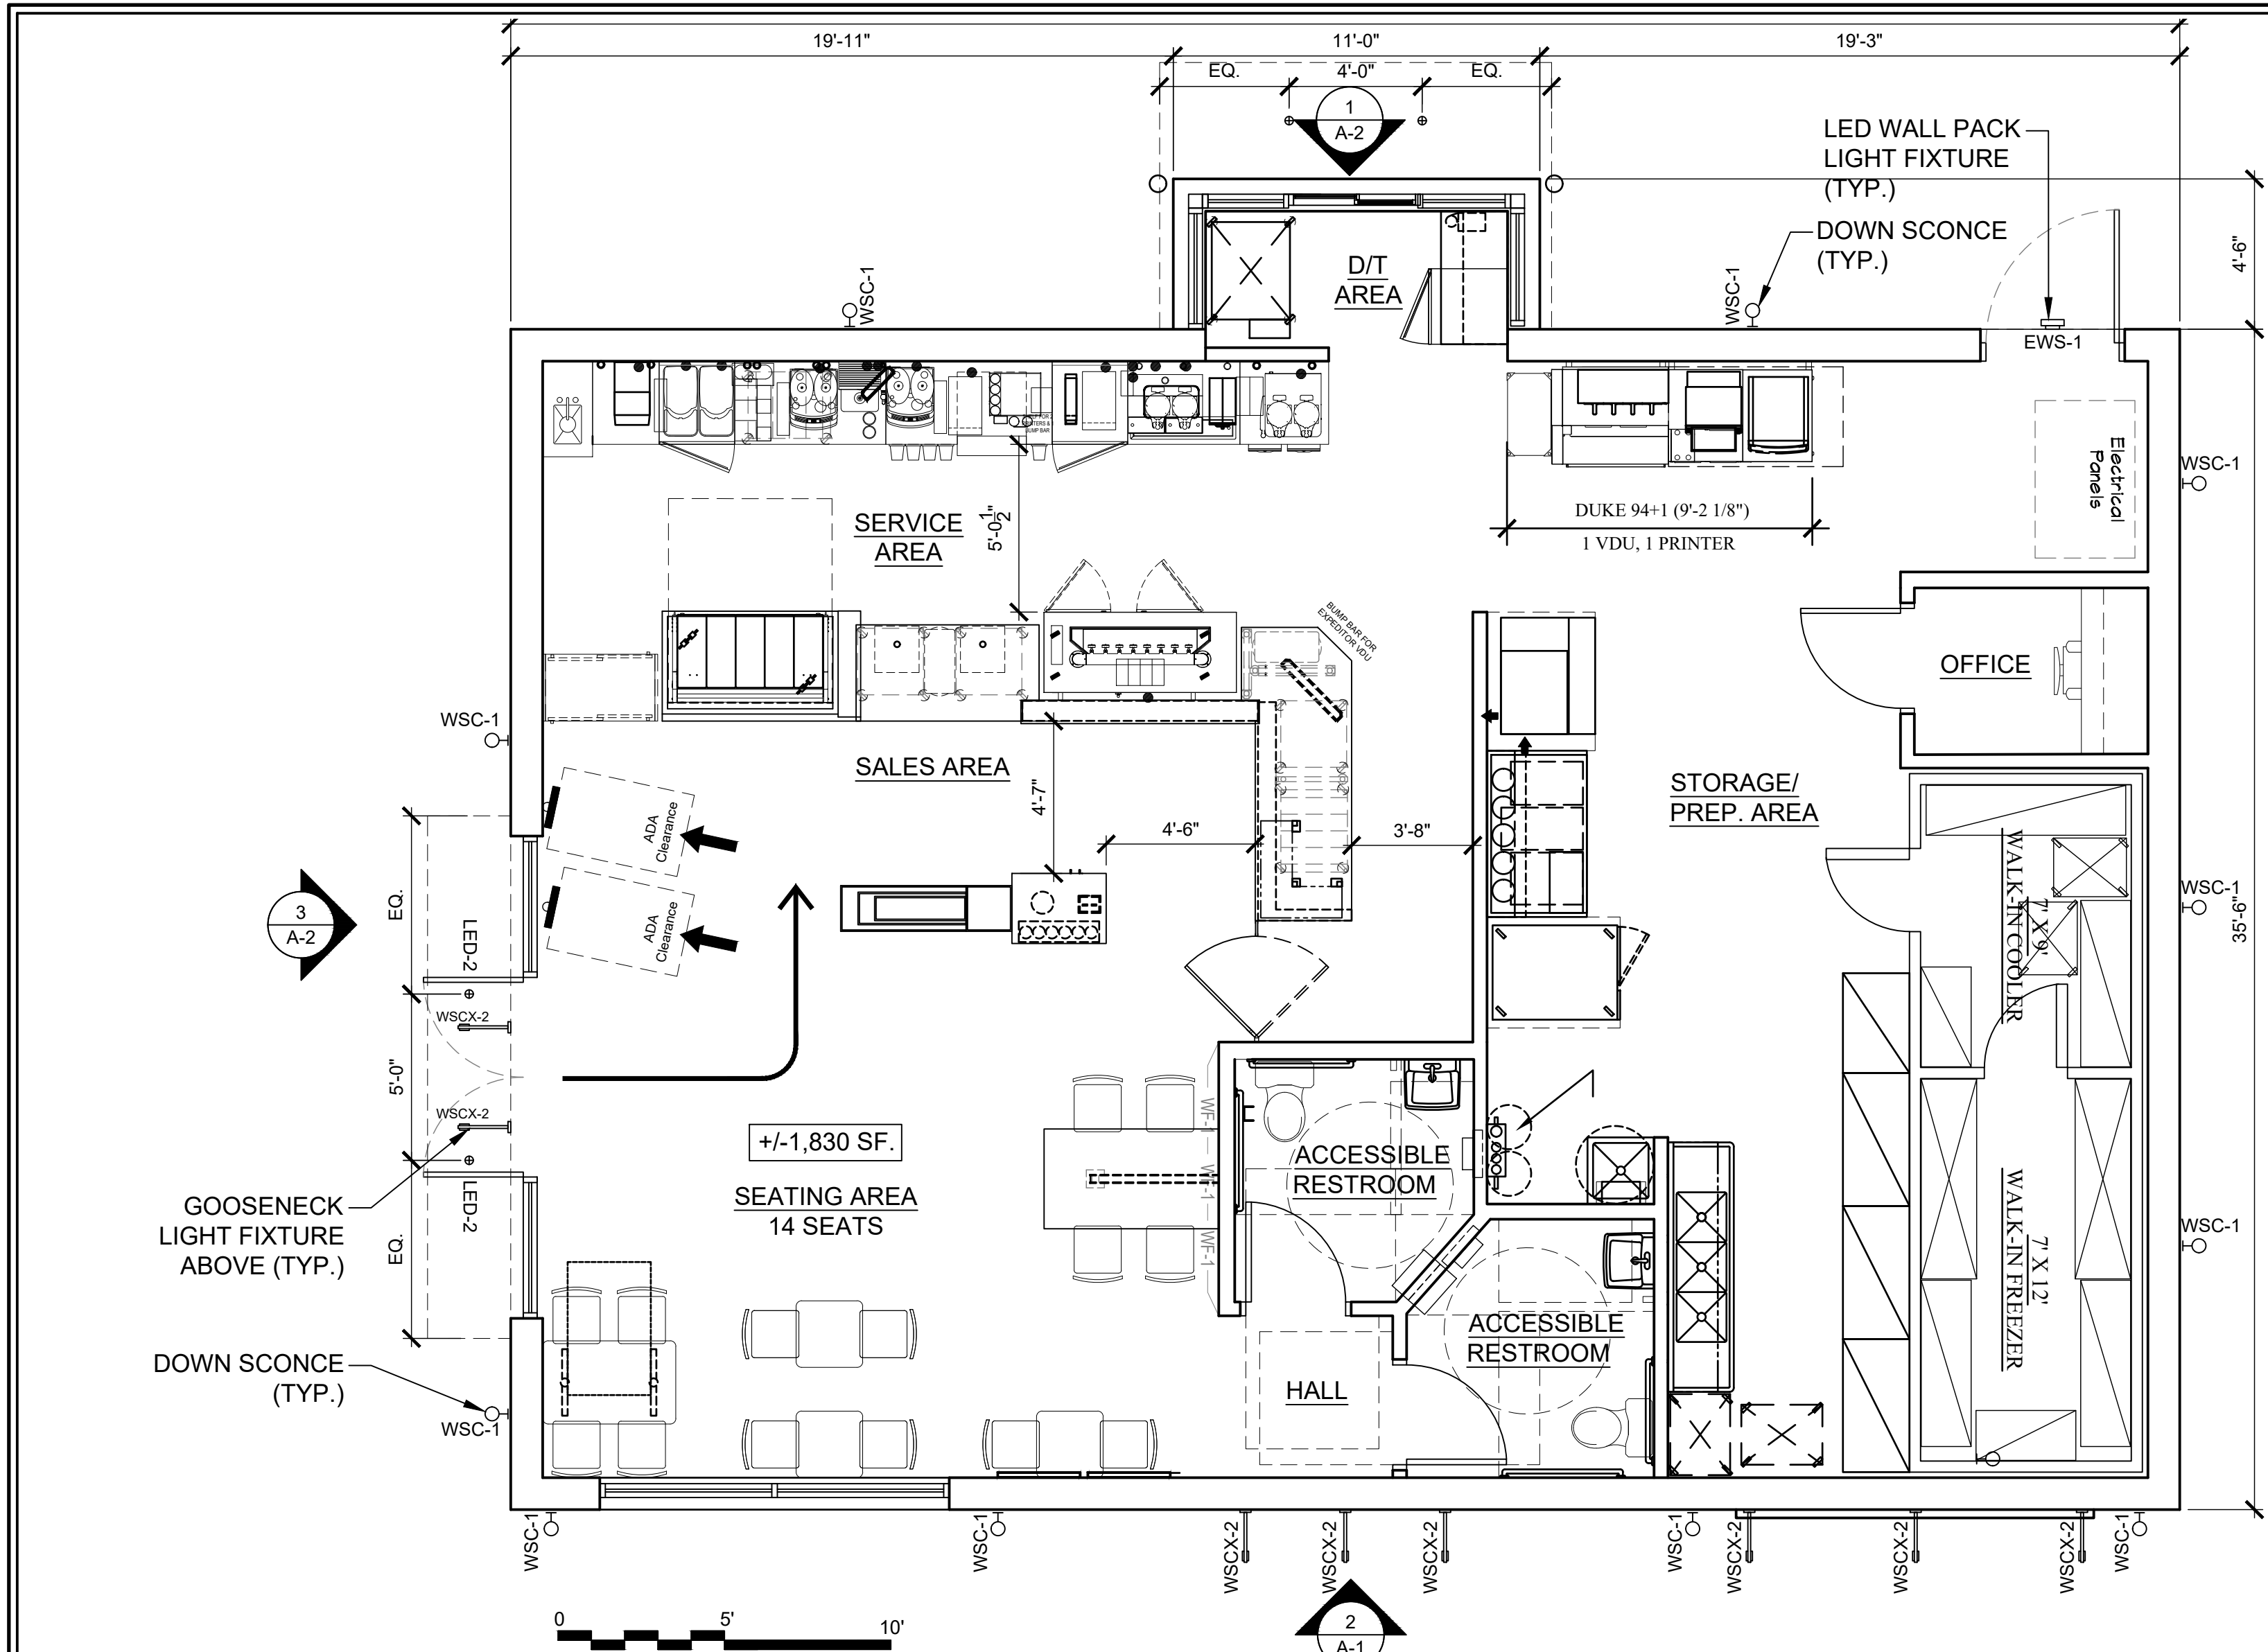 19'-11"
11'-0"
19'-3"
EQ.
4'-0"
EQ.
1
A-2
LED WALL PACK
LIGHT FIXTURE
(TYP.)
DOWN SCONCE
(TYP.)
4'-6"
WSC-1
D/T
AREA
WSC-1
EWS-1
Electrical
Panels
WSC-1
BUMP BAR
SERVICE
AREA
5'-0 1/2"
DUKE 94+1 (9'-2 1/8")
1 VDU, 1 PRINTER
BUMP BAR FOR
EXPEDITOR VDU
OFFICE
WSC-1
SALES AREA
4'-7"
STORAGE/
PREP. AREA
ADA
Clearance
4'-6"
3'-8"
7' X 9'
WALK-IN COOLER
WSC-1
35'-6"
EQ.
3
A-2
LED-2
ADA
Clearance
WSCX-2
5'-0"
WSCX-2
+/-1,830 SF.
WF-1
WF-1
WF-1
ACCESSIBLE
RESTROOM
SEATING AREA
14 SEATS
GOOSENECK
LIGHT FIXTURE
ABOVE (TYP.)
LED-2
EQ.
7' X 12'
WALK-IN FREEZER
WSC-1
ACCESSIBLE
RESTROOM
DOWN SCONCE
(TYP.)
HALL
WSC-1
WSC-1
WSC-1
WSCX-2
WSCX-2
WSCX-2
WSC-1
WSCX-2
WSCX-2
WSCX-2
WSC-1
0
5'
10'
2
A-1